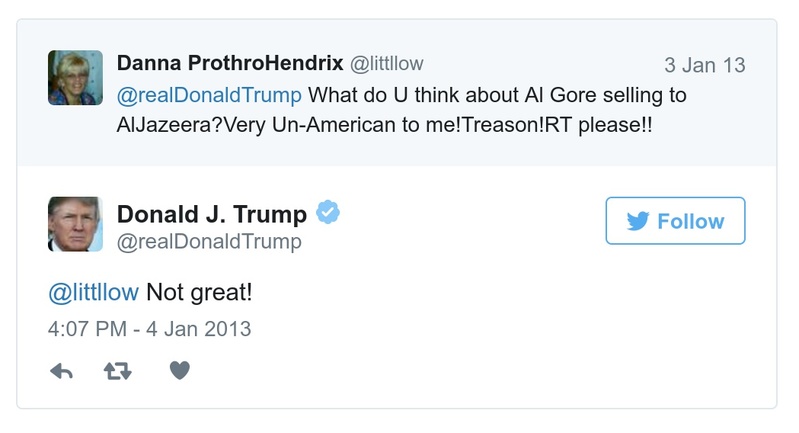 Danna ProthroHendrix @littllow 3 Jan 13
@realDonaldTrump What do U think about Al Gore selling to
AlJazeera?Very Un-American to me!Treason!RT please!!
Donald J. Trump
@realDonaldTrump
Follow
@littllow Not great!
4:07 PM - 4 Jan 2013